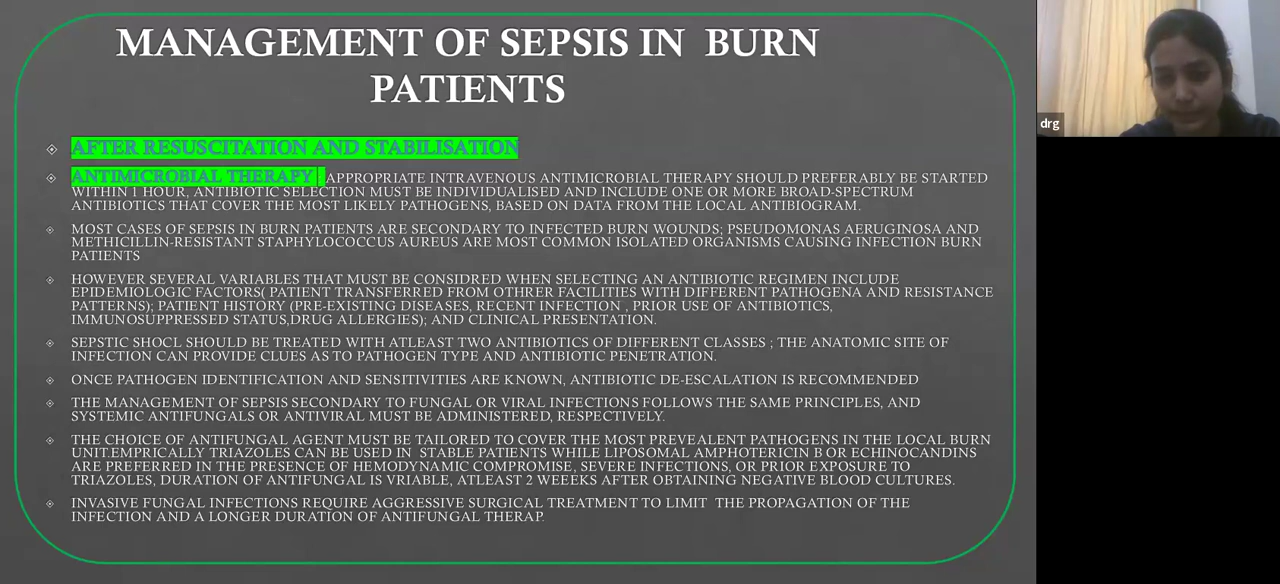 MANAGEMENT OF SEPSIS IN BURN
PATIENTS
AFTER RESUSCITATION AND STABILISATION
ANTIMICROBIAL THERAPY : APPROPRIATE INTRAVENOUS ANTIMICROBIAL THERAPY SHOULD PREFERABLY BE STARTED
WITHIN 1 HOUR, ANTIBIOTIC SELECTION MUST BE INDIVIDUALISED AND INCLUDE ONE OR MORE BROAD-SPECTRUM
ANTIBIOTICS THAT COVER THE MOST LIKELY PATHOGENS, BASED ON DATA FROM THE LOCAL ANTIBIOGRAM.
MOST CASES OF SEPSIS IN BURN PATIENTS ARE SECONDARY TO INFECTED BURN WOUNDS; PSEUDOMONAS AERUGINOSA AND
METHICILLIN-RESISTANT STAPHYLOCOCCUS AUREUS ARE MOST COMMON ISOLATED ORGANISMS CAUSING INFECTION BURN
PATIENTS
HOWEVER SEVERAL VARIABLES THAT MUST BE CONSIDRED WHEN SELECTING AN ANTIBIOTIC REGIMEN INCLUDE
EPIDEMIOLOGIC FACTORS( PATIENT TRANSFERRED FROM OTHRER FACILITIES WITH DIFFERENT PATHOGENA AND RESISTANCE
PATTERNS); PATIENT HISTORY (PRE-EXISTING DISEASES, RECENT INFECTION , PRIOR USE OF ANTIBIOTICS,
IMMUNOSUPPRESSED STATUS,DRUG ALLERGIES); AND CLINICAL PRESENTATION.
SEPSTIC SHOCL SHOULD BE TREATED WITH ATLEAST TWO ANTIBIOTICS OF DIFFERENT CLASSES ; THE ANATOMIC SITE OF
INFECTION CAN PROVIDE CLUES AS TO PATHOGEN TYPE AND ANTIBIOTIC PENETRATION.
ONCE PATHOGEN IDENTIFICATION AND SENSITIVITIES ARE KNOWN, ANTIBIOTIC DE-ESCALATION IS RECOMMENDED
THE MANAGEMENT OF SEPSIS SECONDARY TO FUNGAL OR VIRAL INFECTIONS FOLLOWS THE SAME PRINCIPLES, AND
SYSTEMIC ANTIFUNGALS OR ANTIVIRAL MUST BE ADMINISTERED, RESPECTIVELY.
THE CHOICE OF ANTIFUNGAL AGENT MUST BE TAILORED TO COVER THE MOST PREVEALENT PATHOGENS IN THE LOCAL BURN
UNIT.EMPRICALLY TRIAZOLES CAN BE USED IN STABLE PATIENTS WHILE LIPOSOMAL AMPHOTERICIN B OR ECHINOCANDINS
ARE PREFERRED IN THE PRESENCE OF HEMODYNAMIC COMPROMISE, SEVERE INFECTIONS, OR PRIOR EXPOSURE TO
TRIAZOLES, DURATION OF ANTIFUNGAL IS VRIABLE, ATLEAST 2 WEEEKS AFTER OBTAINING NEGATIVE BLOOD CULTURES.
INVASIVE FUNGAL INFECTIONS REQUIRE AGGRESSIVE SURGICAL TREATMENT TO LIMIT THE PROPAGATION OF THE
INFECTION AND A LONGER DURATION OF ANTIFUNGAL THERAP.
drg